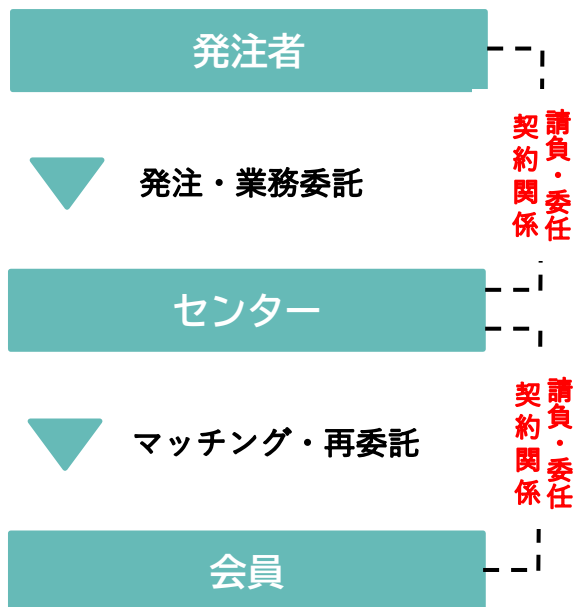 発注者
請負・委任
契約関係
発注・業務委託
センター
請負・委任
契約関係
マッチング・再委託
会員